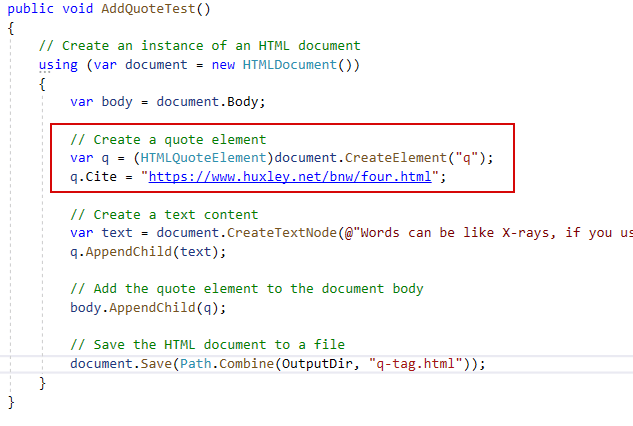 public void AddQuoteTest()
{
// Create an instance of an HTML document
using (var document = new HTMLDocument())
{
var body = document.Body;
// Create a quote element
var q = (HTMLQuoteElement)document.CreateElement("q");
q.Cite = "https://www.huxley.net/bnw/four.html";
// Create a text content
var text = document.CreateTextNode(@"Words can be like X-rays, if you us
q.AppendChild(text);
// Add the quote element to the document body
body.AppendChild(q);
// Save the HTML document to a file
document.Save(Path.Combine(OutputDir, "q-tag.html"));
}
}